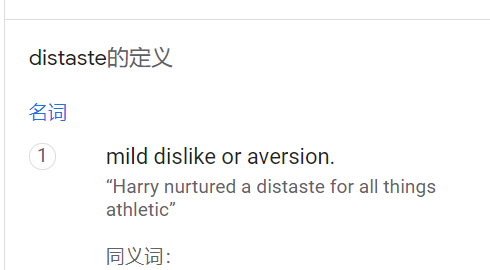 distaste的定义
名词
1
mild dislike or aversion.
“Harry nurtured a distaste for all things
athletic”
同义词：